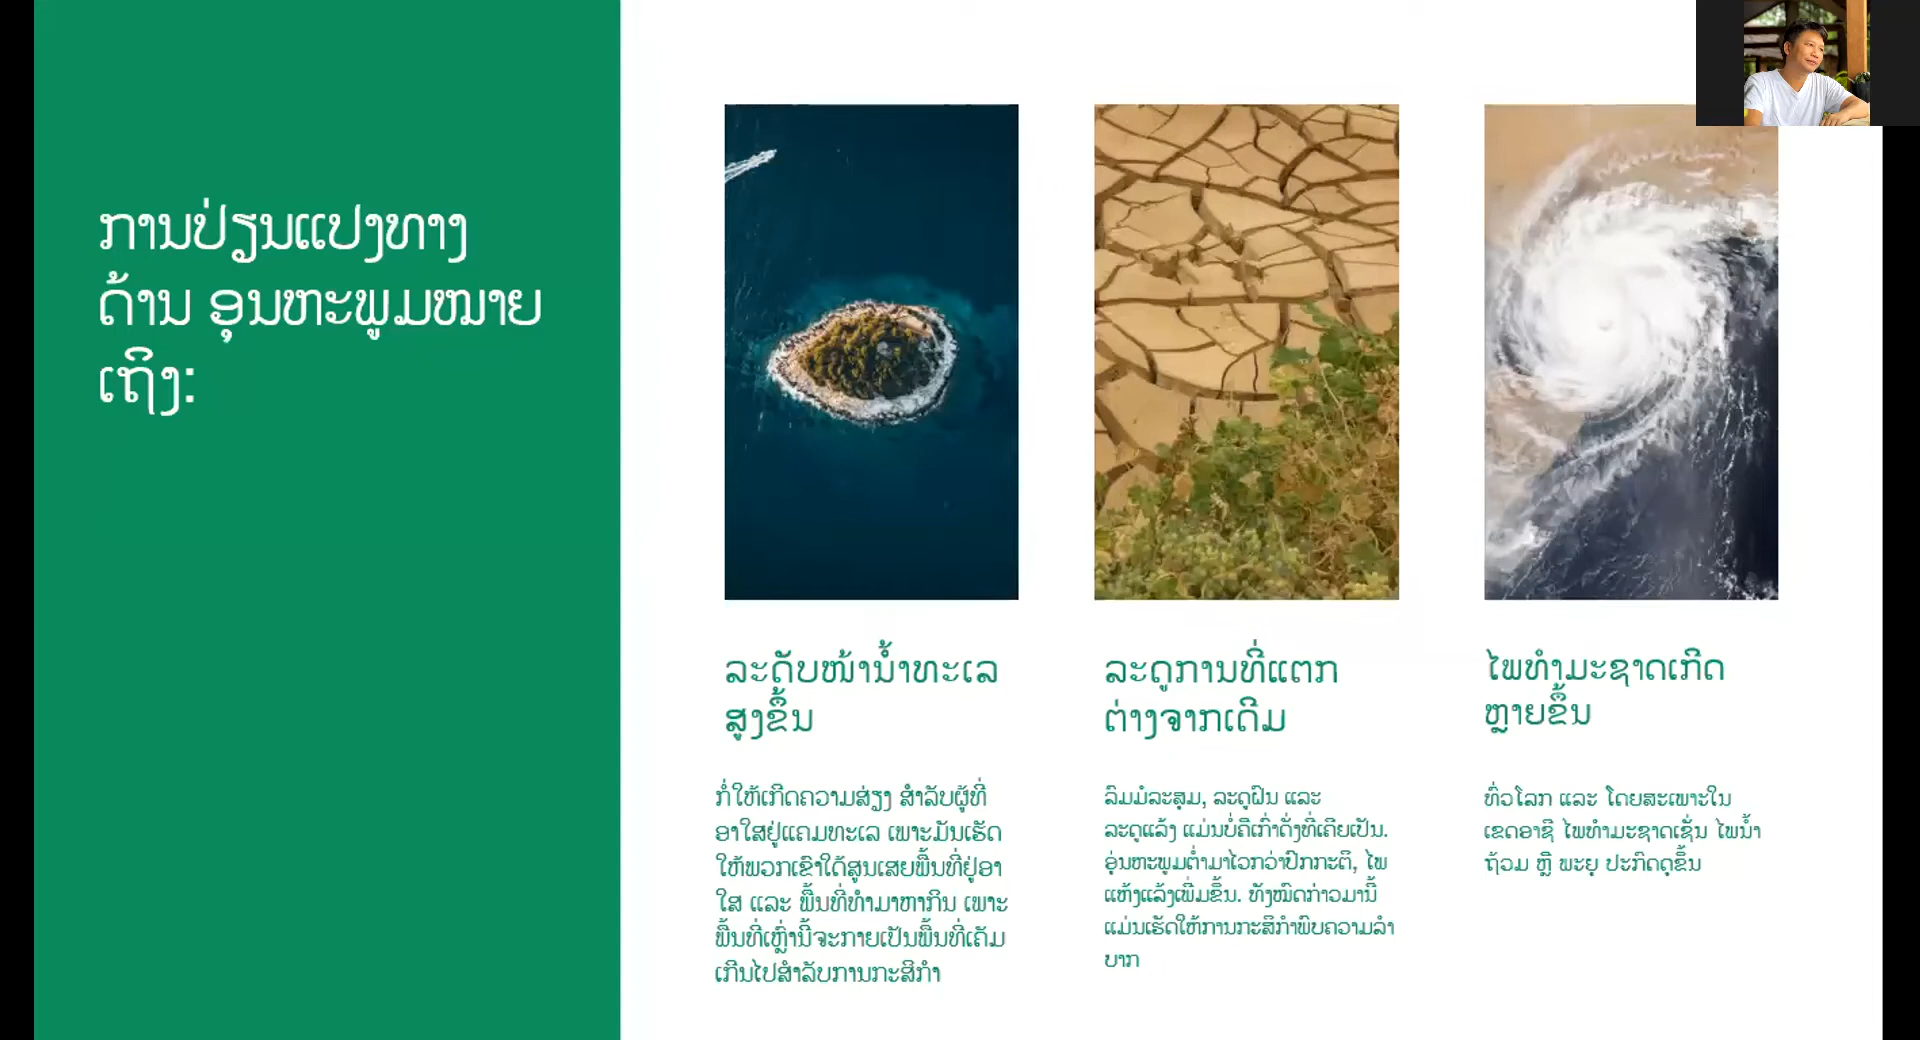 ການປ່ຽນແປງທາງ
ດ້ານ ອຸນຫະພູມໝາຍ
ເຖິງ:
ລະດັບໜ້ານ້ຳທະເລ
ສູງຂຶ້ນ
ກໍ່ໃຫ້ເກີດຄວາມສ່ຽງ ສຳລັບຜູ້ທີ່
ອາໃສຢູ່ແຄມທະເລ ເພາະມັນເຮັດ
ໃຫ້ພວກເຂົາໃດ້ສູນເສຍພື້ນທີ່ຢູ່ອາ
ໃສ ແລະ ພື້ນທີ່ທຳມາຫາກິນ ເພາະ
ພື້ນທີ່ເຫຼົ່ານີ້ຈະກາຍເປັນພື້ນທີ່ເຄັມ
ເກີນໄປສຳລັບການກະສິກຳ
ລະດູການທີ່ແຕກ
ຕ່າງຈາກເດີມ
ລົມມໍລະສຸມ, ລະດູຝົນ ແລະ
ລະດູແລ້ງ ແມ່ນບໍ່ຄືເກົ່າດັ່ງທີ່ເຄີຍເປັນ.
ອຸ່ນຫະພູມຕ່ຳມາໄວກວ່າປົກກະຕິ, ໄພ
ແຫ້ງແລ້ງເພີ່ມຂຶ້ນ. ທັງໝົດກ່າວມານີ້
ແມ່ນເຮັດໃຫ້ການກະສິກຳພົບຄວາມລຳ
ບາກ
ໄພທຳມະຊາດເກີດ
ຫຼາຍຂຶ້ນ
ທົ່ວໂລກ ແລະ ໂດຍສະເພາະໃນ
ເຂດອາຊີ ໄພທຳມະຊາດເຊັ່ນ ໄພນ້ຳ
ຖ້ວມ ຫຼື ພະຍຸ ປະກົດດຸຂຶ້ນ